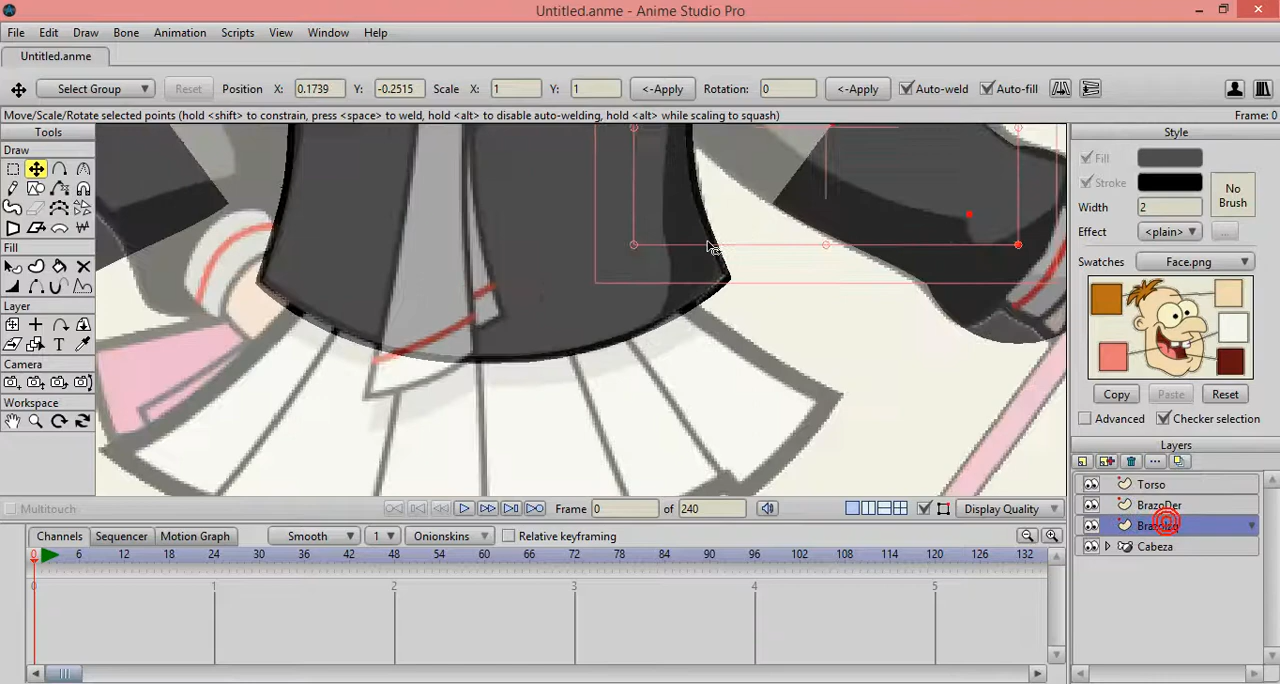 Untitled.anme - Anime Studio Pro
File Edit Draw Bone Animation Scripts View Window Help
Untitled.anme
Select Group Reset Position X: 0.1739 Y: -0.2515 Scale X: 1 Y: 1 <-Apply Rotation: 0 <-Apply Auto-weld Auto-fill
Move/Scale/Rotate selected points (hold <shift> to constrain, press <space> to weld, hold <alt> to disable auto-welding, hold <alt> while scaling to squash) Frame: 0
Tools
Draw
Fill
Layer
Camera
Workspace
Style
Fill
Stroke
No Brush
Width 2
Effect <plain> ...
Swatches Face.png
Copy Paste Reset
Advanced Checker selection
Layers
Torso
BrazoDer
Cabeza
Multitouch Frame 0 of 240 Display Quality
Channels Sequencer Motion Graph Smooth 1 Onionskins Relative keyframing
0 6 12 18 24 30 36 42 48 54 60 66 72 78 84 90 96 102 108 114 120 126 132
0 1 2 3 4 5